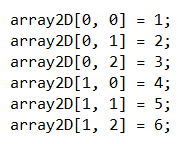 array2D[0, 0] = 1;
array2D[0, 1] = 2;
array2D[0, 2] = 3;
array2D[1, 0] = 4;
array2D[1, 1] = 5;
array2D[1, 2] = 6;